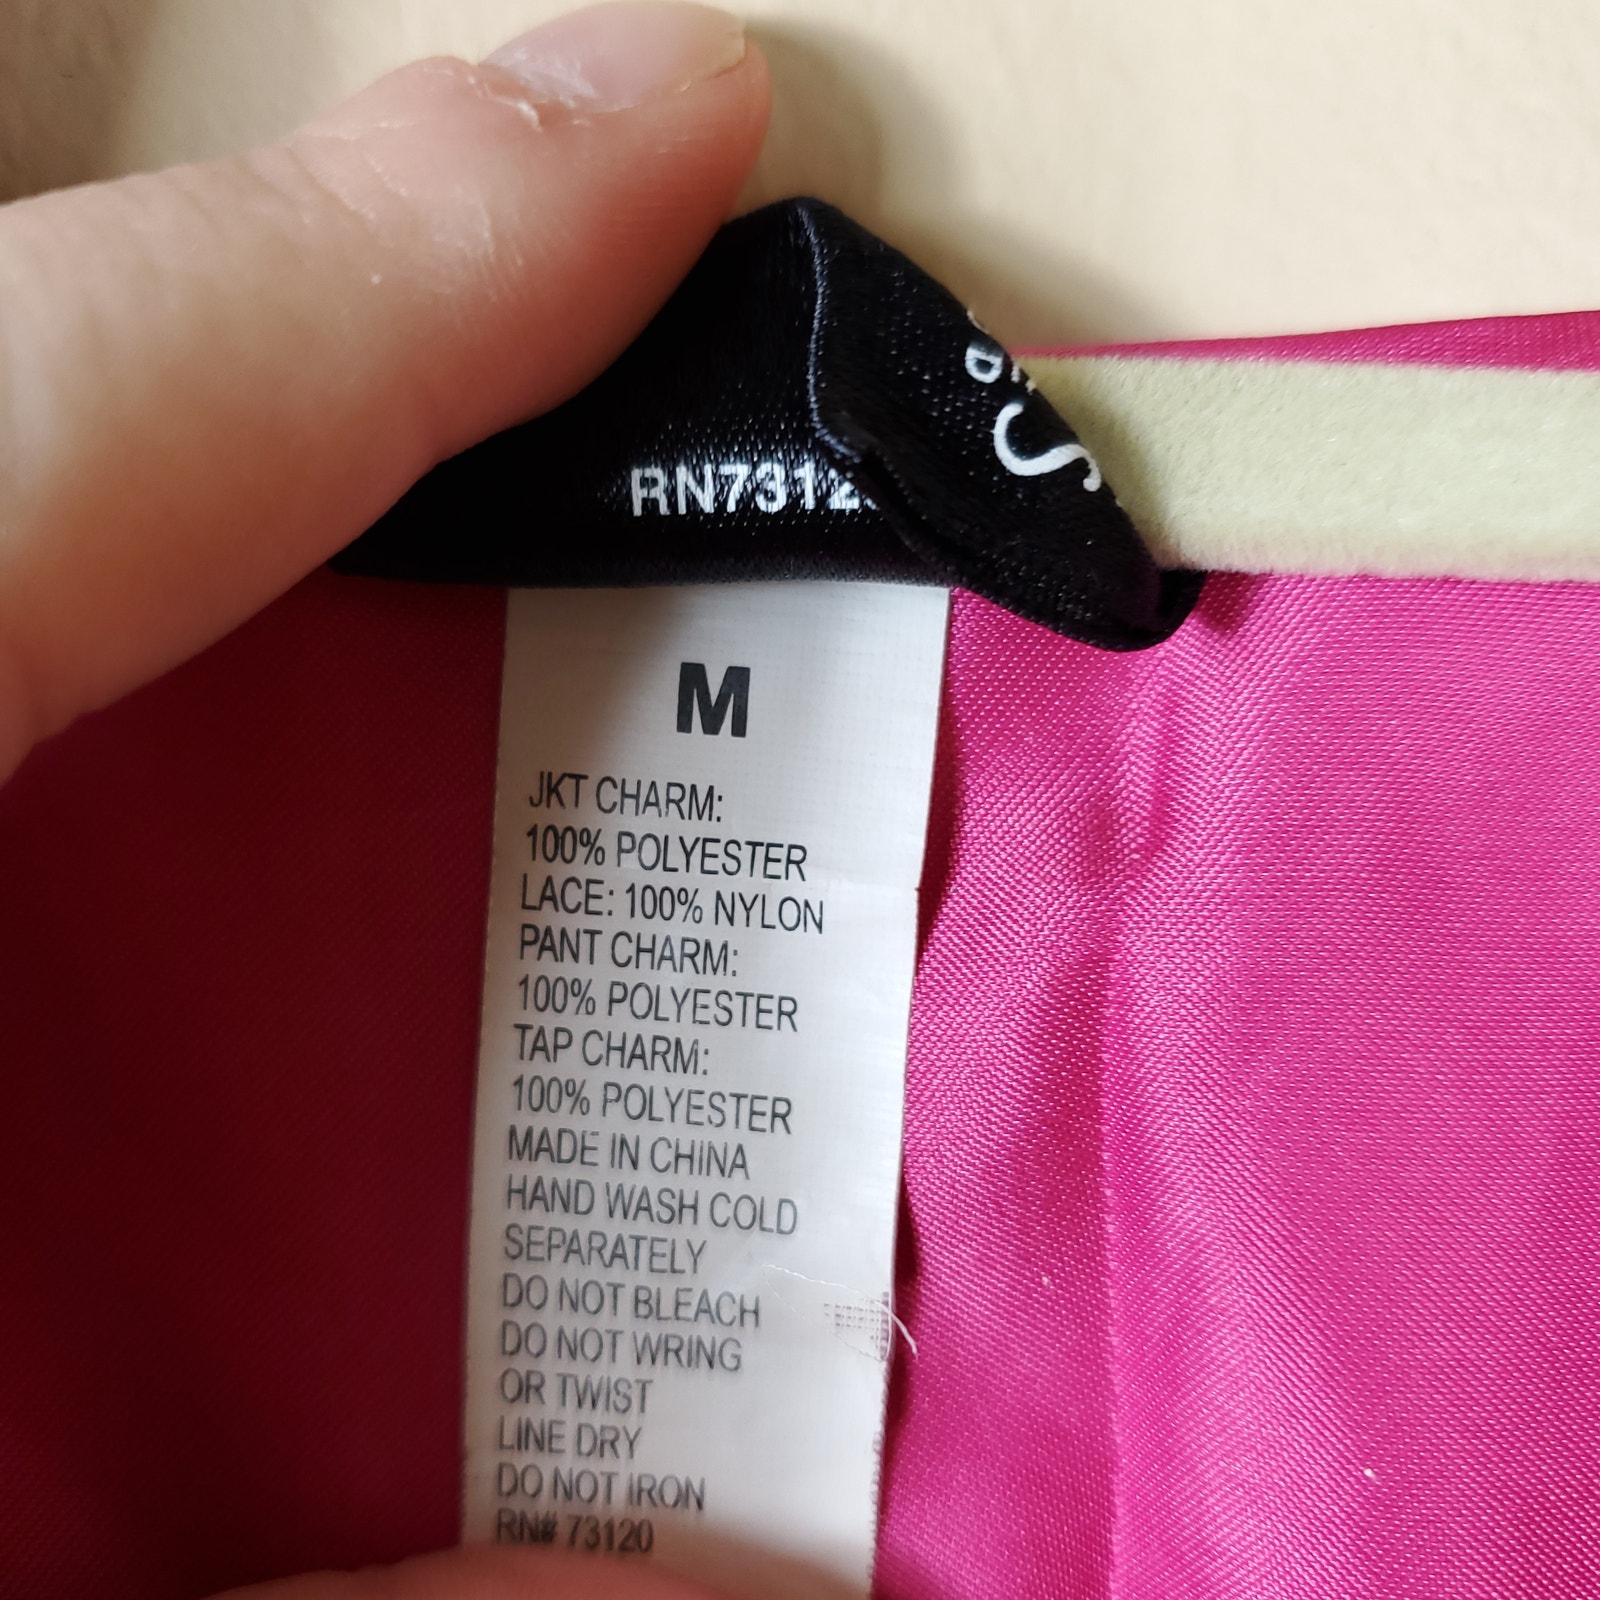 RN7312
M
JKT CHARM:
100% POLYESTER
LACE: 100% NYLON
PANT CHARM:
100% POLYESTER
TAP CHARM:
100% POLYESTER
MADE IN CHINA
HAND WASH COLD
SEPARATELY
DO NOT BLEACH
DO NOT WRING
OR TWIST
LINE DRY
DO NOT IRON
RN# 73120